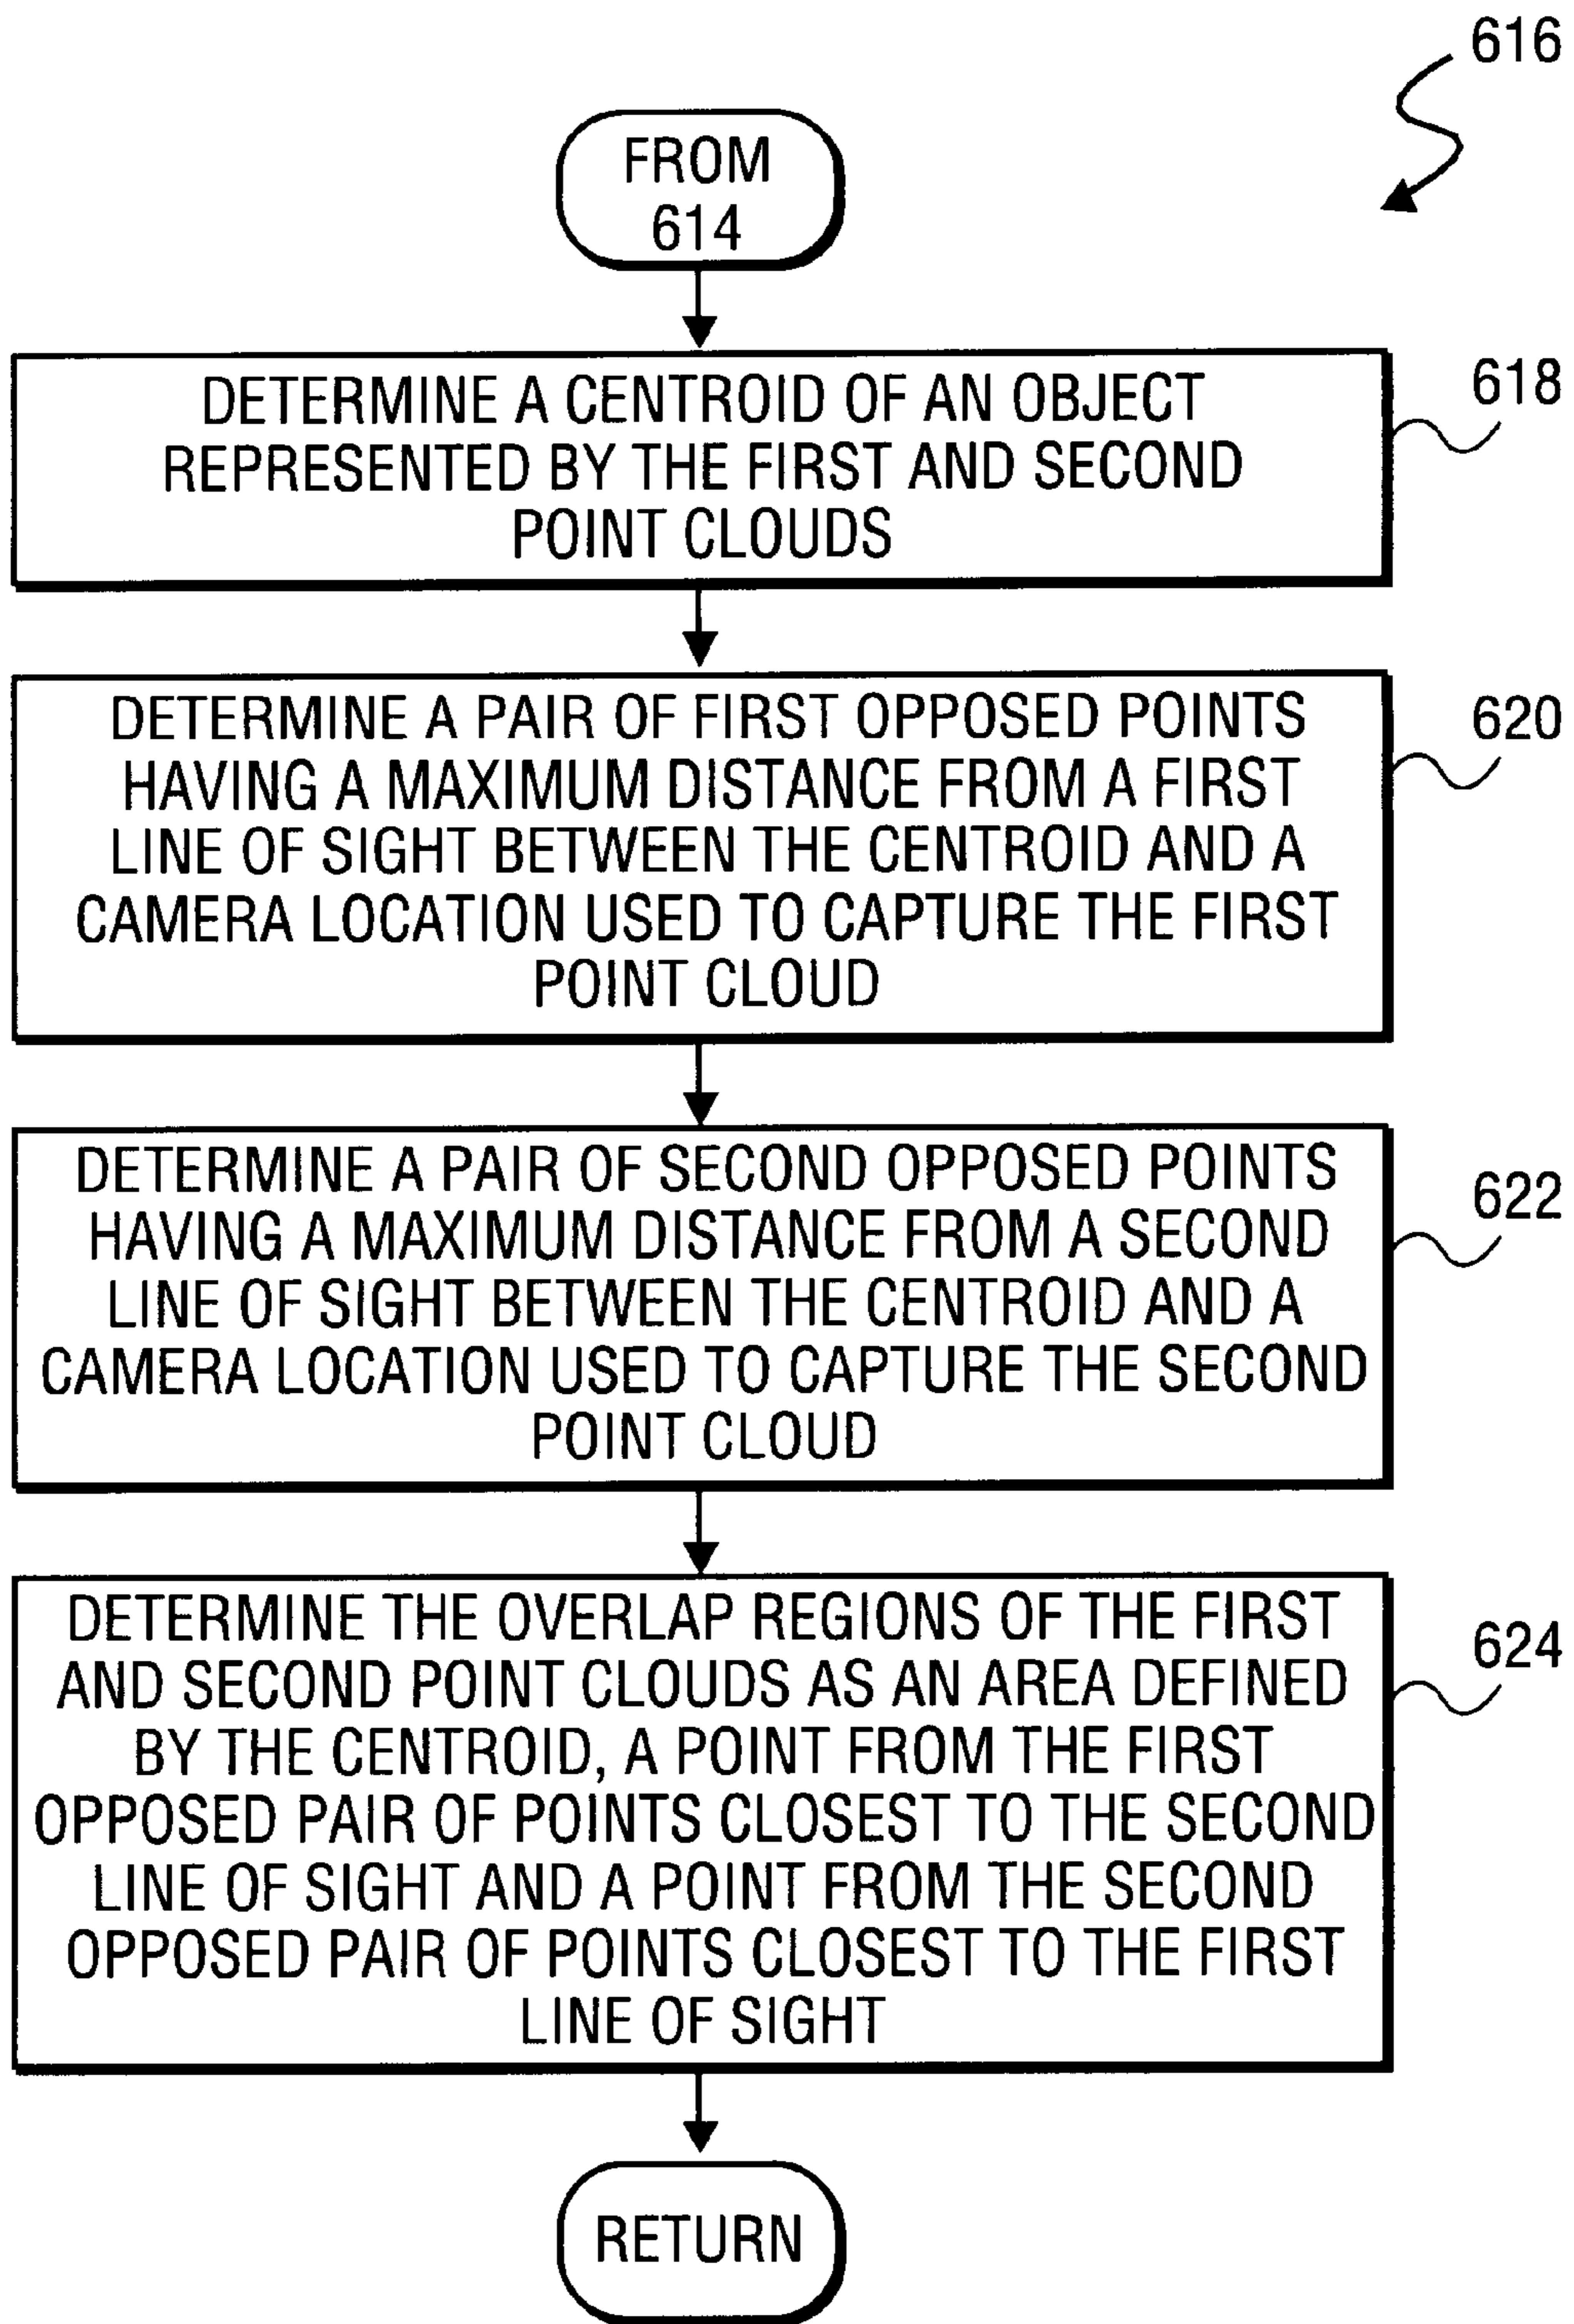 616
FROM
614
DETERMINE A CENTROID OF AN OBJECT
REPRESENTED BY THE FIRST AND SECOND
POINT CLOUDS
618
DETERMINE A PAIR OF FIRST OPPOSED POINTS
HAVING A MAXIMUM DISTANCE FROM A FIRST
LINE OF SIGHT BETWEEN THE CENTROID AND A
CAMERA LOCATION USED TO CAPTURE THE FIRST
POINT CLOUD
620
DETERMINE A PAIR OF SECOND OPPOSED POINTS
HAVING A MAXIMUM DISTANCE FROM A SECOND
LINE OF SIGHT BETWEEN THE CENTROID AND A
CAMERA LOCATION USED TO CAPTURE THE SECOND
POINT CLOUD
622
DETERMINE THE OVERLAP REGIONS OF THE FIRST
AND SECOND POINT CLOUDS AS AN AREA DEFINED
BY THE CENTROID, A POINT FROM THE FIRST
OPPOSED PAIR OF POINTS CLOSEST TO THE SECOND
LINE OF SIGHT AND A POINT FROM THE SECOND
OPPOSED PAIR OF POINTS CLOSEST TO THE FIRST
LINE OF SIGHT
624
RETURN